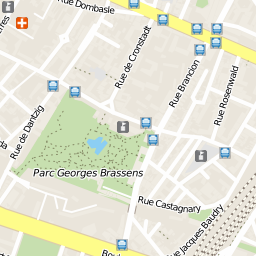 Rue Dombasle
Rue de Cronstadt
Rue Brancion
Rue Rosenwald
Rue de Dantzig
Parc Georges Brassens
Rue Castagnary
Rue Jacques Baudry